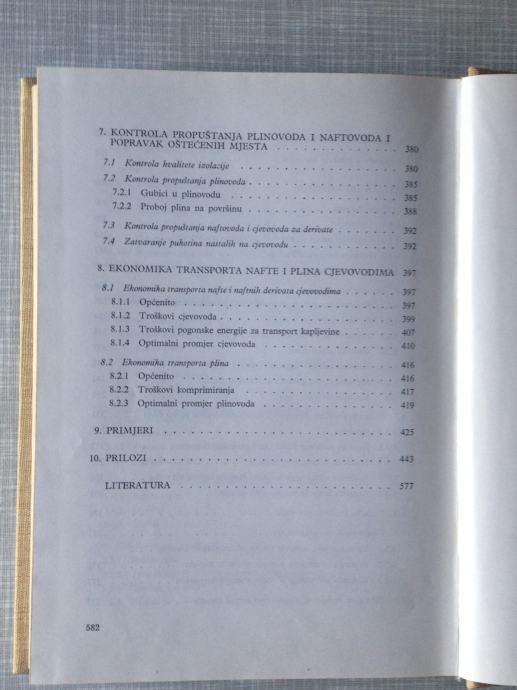 7. KONTROLA PROPUŠTANJA PLINOVODA I NAFTOVODA I
POPRAVAK OŠTEĆENIH MJESTA . . . . . . . . . . . . . . 380
7.1 Kontrola kvalitete izolacije . . . . . . . . . . . . . . . . . 380
7.2 Kontrola propuštanja plinovoda . . . . . . . . . . . . . . . 385
7.2.1 Gubici u plinovodu . . . . . . . . . . . . . . . . . 385
7.2.2 Proboj plina na površinu . . . . . . . . . . . . . . . 388
7.3 Kontrola propuštanja naftovoda i cjevovoda za derivate . . . . . . 392
7.4 Zatvaranje pukotina nastalih na cjevovodu . . . . . . . . . . . 392
8. EKONOMIKA TRANSPORTA NAFTE I PLINA CJEVOVODIMA 397
8.1 Ekonomika transporta nafte i naftnih derivata cjevovodima . . . . . 397
8.1.1 Općenito . . . . . . . . . . . . . . . . . . . . 397
8.1.2 Troškovi cjevovoda . . . . . . . . . . . . . . . . . 399
8.1.3 Troškovi pogonske energije za transport kapljevine . . . . . . 407
8.1.4 Optimalni promjer cjevovoda . . . . . . . . . . . . . . 410
8.2 Ekonomika transporta plina . . . . . . . . . . . . . . . . . 416
8.2.1 Općenito . . . . . . . . . . . . . . . . . . . . 416
8.2.2 Troškovi komprimiranja . . . . . . . . . . . . . . . . 417
8.2.3 Optimalni promjer plinovoda . . . . . . . . . . . . . . 419
9. PRIMJERI . . . . . . . . . . . . . . . . . . . . . . . 425
10. PRILOZI . . . . . . . . . . . . . . . . . . . . . . . . 443
LITERATURA . . . . . . . . . . . . . . . . . . . . . . 577
582